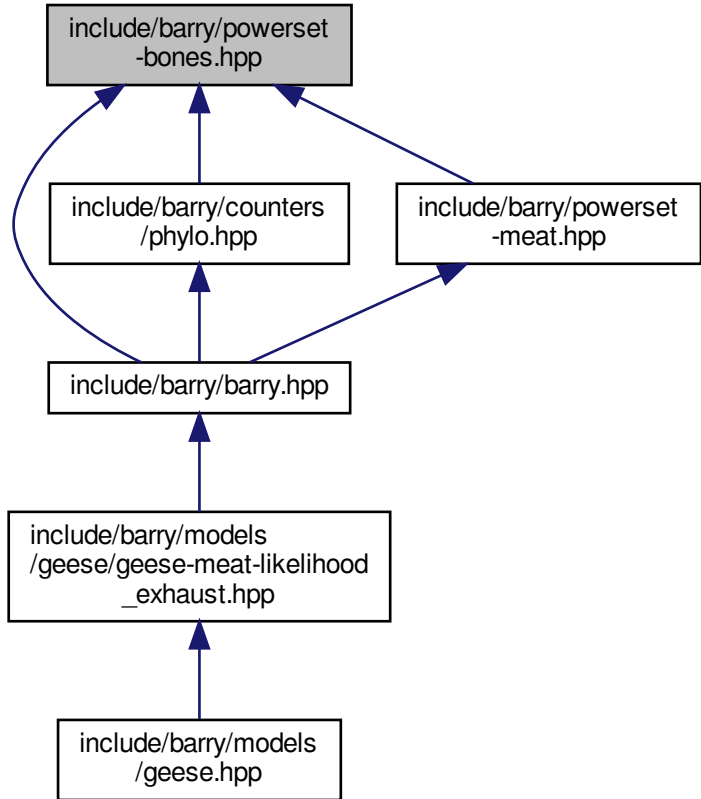 include/barry/powerset
-bones.hpp
include/barry/counters
/phylo.hpp
include/barry/powerset
-meat.hpp
include/barry/barry.hpp
include/barry/models
/geese/geese-meat-likelihood
_exhaust.hpp
include/barry/models
/geese.hpp